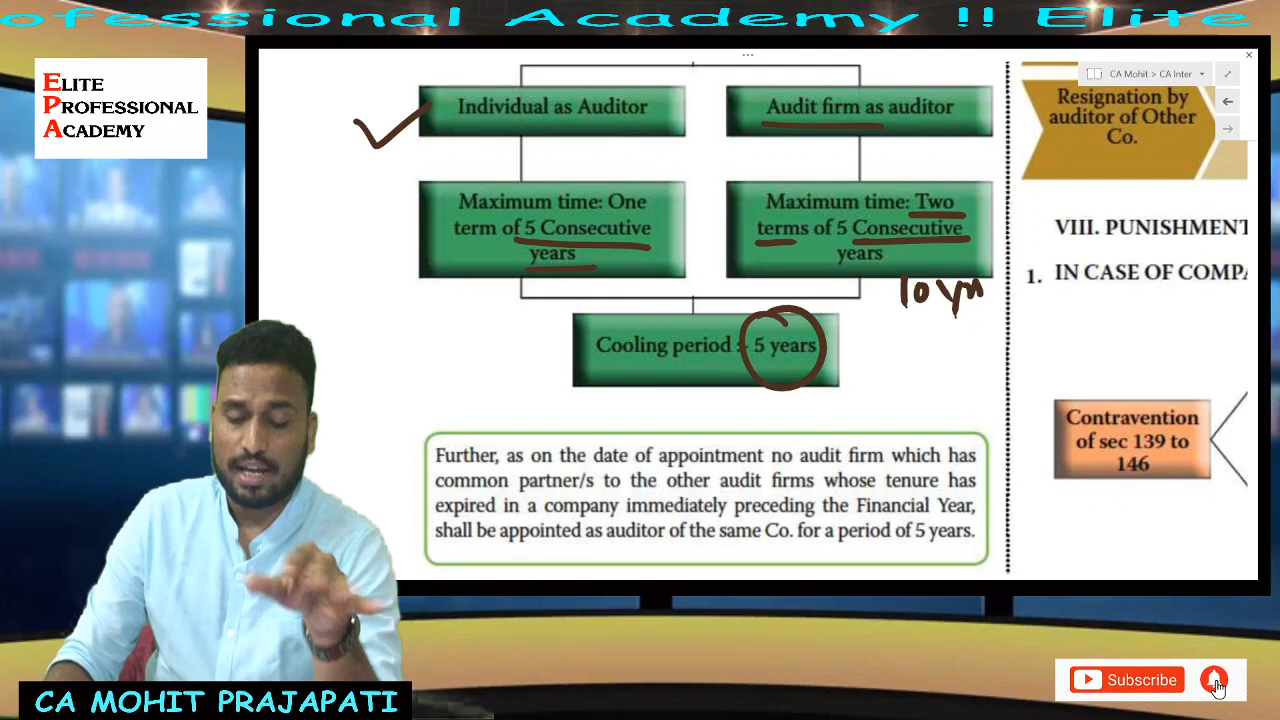 ofessional Academy !! Elite
ELITE
PROFESSIONAL
ACADEMY
Individual as Auditor
Audit firm as auditor
Maximum time: One
term of 5 Consecutive
years
Maximum time: Two
terms of 5 Consecutive
years
10 yrs
Cooling period :- 5 years
Further, as on the date of appointment no audit firm which has
common partner/s to the other audit firms whose tenure has
expired in a company immediately preceding the Financial Year,
shall be appointed as auditor of the same Co. for a period of 5 years.
CA Mohit > CA Inter
Resignation by
auditor of Other
Co.
VIII. PUNISHMENT
1. IN CASE OF COMPA
Contravention
of sec 139 to
146
CA MOHIT PRAJAPATI
Subscribe